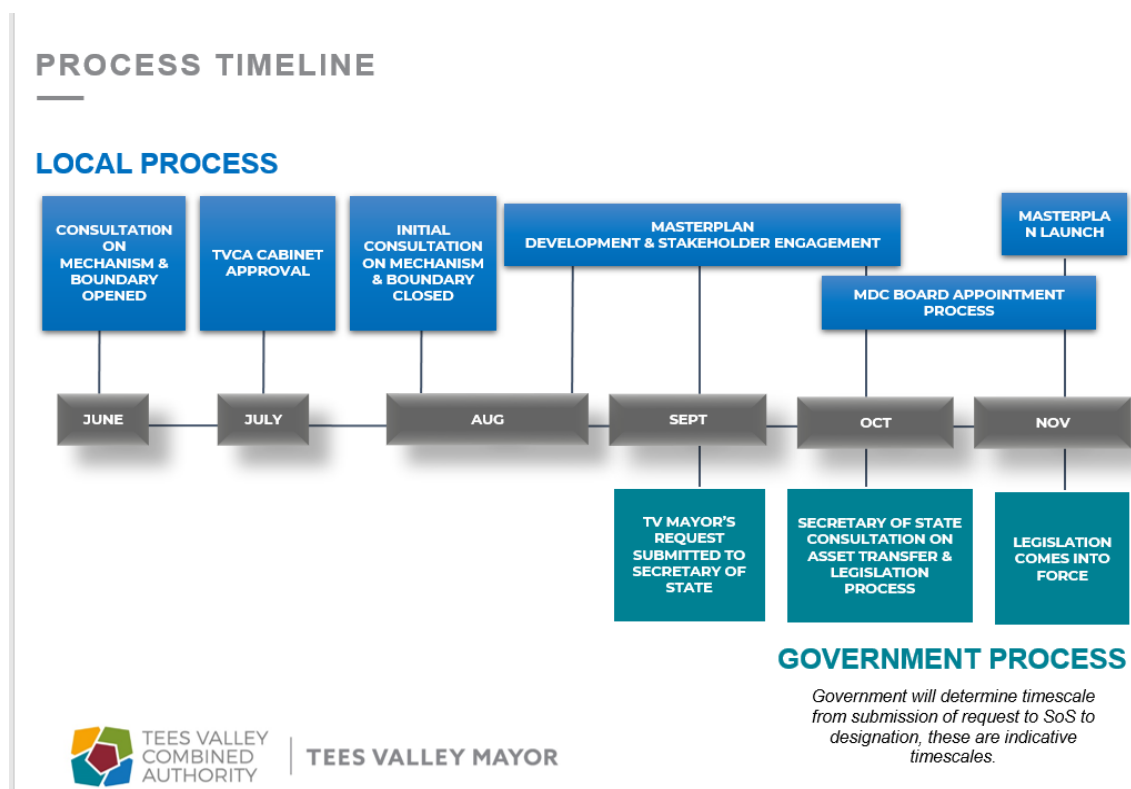 PROCESS TIMELINE
LOCAL PROCESS
CONSULTATION
ON
MECHANISM &
BOUNDARY
OPENED
TVCA CABINET
APPROVAL
INITIAL
CONSULTATION
ON MECHANISM
& BOUNDARY
CLOSED
MASTERPLAN
DEVELOPMENT & STAKEHOLDER ENGAGEMENT
MASTERPLA
N LAUNCH
MDC BOARD APPOINTMENT
PROCESS
JUNE
JULY
AUG
SEPT
OCT
NOV
TV MAYOR'S
REQUEST
SUBMITTED TO
SECRETARY OF
STATE
SECRETARY OF STATE
CONSULTATION ON
ASSET TRANSFER &
LEGISLATION
PROCESS
LEGISLATION
COMES INTO
FORCE
GOVERNMENT PROCESS
Government will determine timescale
from submission of request to SoS to
designation, these are indicative
timescales.
TEES VALLEY
COMBINED
AUTHORITY
TEES VALLEY MAYOR